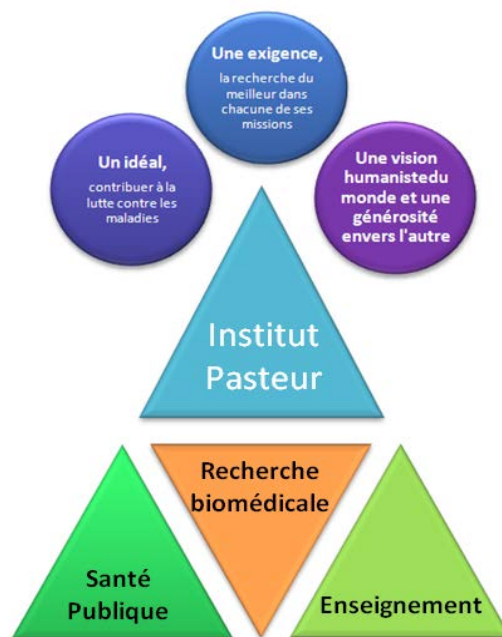 Une exigence,
la recherche du
meilleur dans
chacune de ses
missions
Un idéal,
contribuer à la
lutte contre les
maladies
Une vision
humanistedu
monde et une
générosité
envers l'autre
Institut
Pasteur
Recherche
biomédicale
Santé
Publique
Enseignement